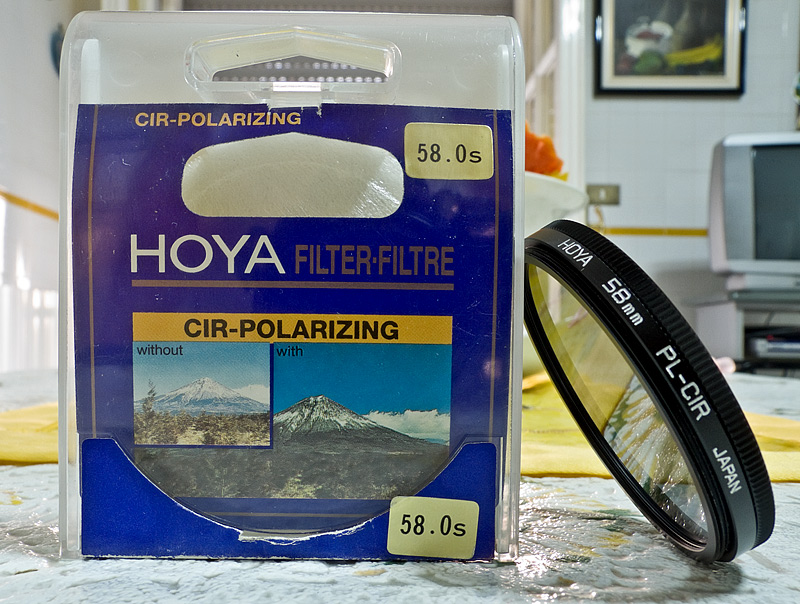 CIR-POLARIZING
58.0s
HOYA FILTER·FILTRE
CIR-POLARIZING
without with
58.0s
HOYA 58mm PL-CIR JAPAN